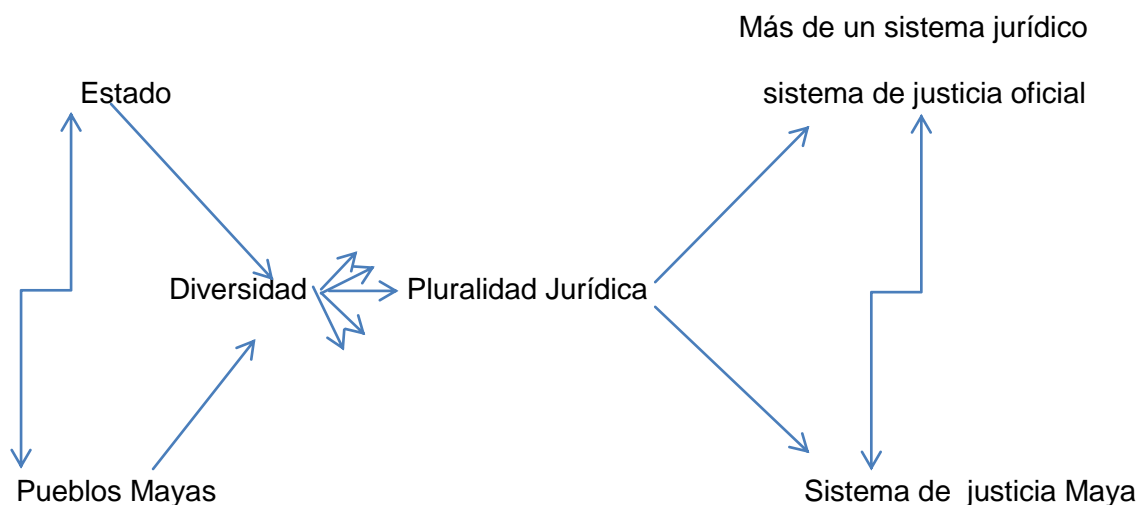 Más de un sistema jurídico
Estado
sistema de justicia oficial
Diversidad
Pluralidad Jurídica
Pueblos Mayas
Sistema de  justicia Maya